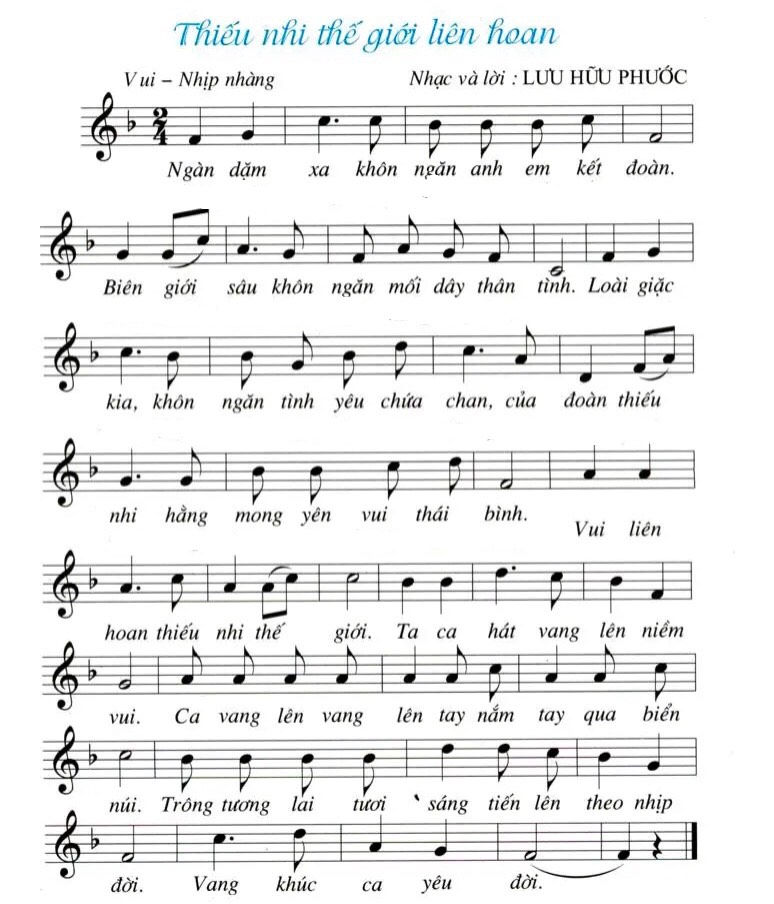 Thiếu nhi thế giới liên hoan
Vui – Nhịp nhàng Nhạc và lời : LƯU HỮU PHƯỚC
2
4
Ngàn dặm xa khôn ngăn anh em kết đoàn.
Biên giới sâu khôn ngăn mối dây thân tình. Loài giặc
kia, khôn ngăn tình yêu chứa chan, của đoàn thiếu
nhi hằng mong yên vui thái bình. Vui liên
hoan thiếu nhi thế giới. Ta ca hát vang lên niềm
vui. Ca vang lên vang lên tay nắm tay qua biển
núi. Trông tương lai tươi sáng tiến lên theo nhịp
đời. Vang khúc ca yêu đời.